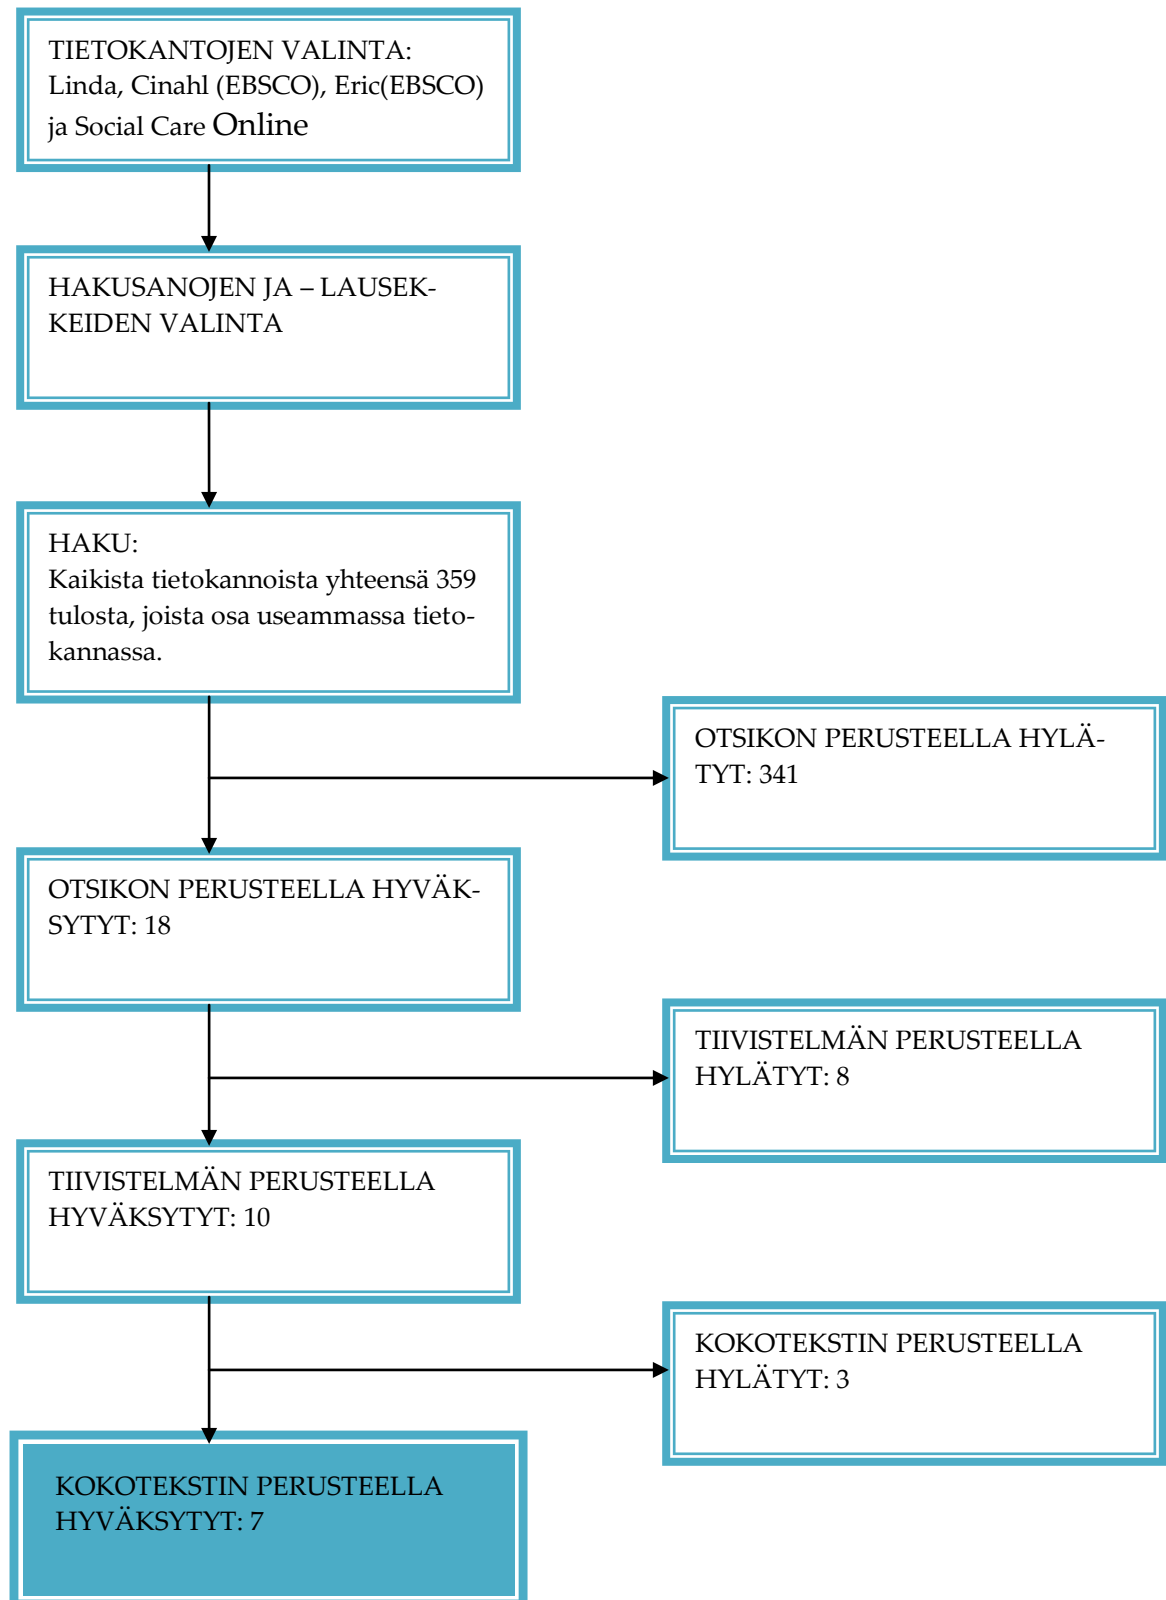 TIETOKANTOJEN VALINTA:
Linda, Cinahl (EBSCO), Eric(EBSCO)
ja Social Care Online
HAKUSANOJEN JA – LAUSEK-
KEIDEN VALINTA
HAKU:
Kaikista tietokannoista yhteensä 359
tulosta, joista osa useammassa tieto-
kannassa.
OTSIKON PERUSTEELLA HYLÄ-
TYT: 341
OTSIKON PERUSTEELLA HYVÄK-
SYTYT: 18
TIIVISTELMÄN PERUSTEELLA
HYLÄTYT: 8
TIIVISTELMÄN PERUSTEELLA
HYVÄKSYTYT: 10
KOKOTEKSTIN PERUSTEELLA
HYLÄTYT: 3
KOKOTEKSTIN PERUSTEELLA
HYVÄKSYTYT: 7